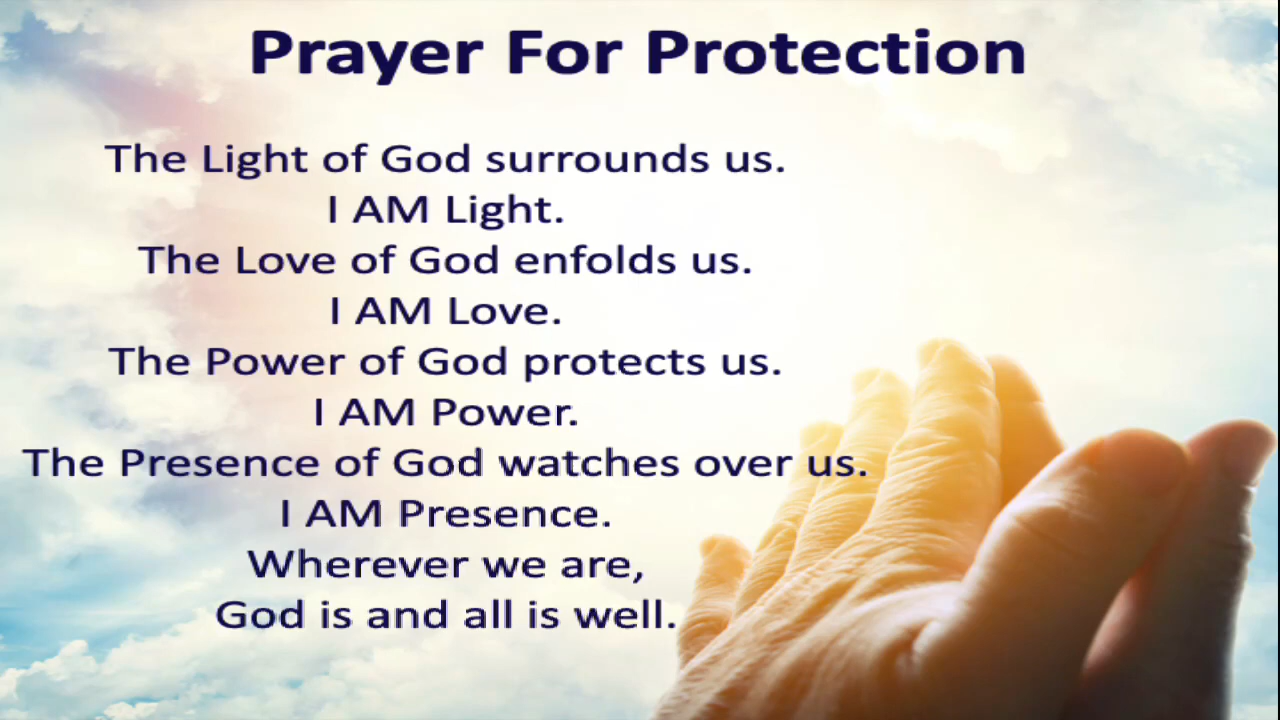 Prayer For Protection
The Light of God surrounds us.
I AM Light.
The Love of God enfolds us.
I AM Love.
The Power of God protects us.
I AM Power.
The Presence of God watches over us.
I AM Presence.
Wherever we are,
God is and all is well.